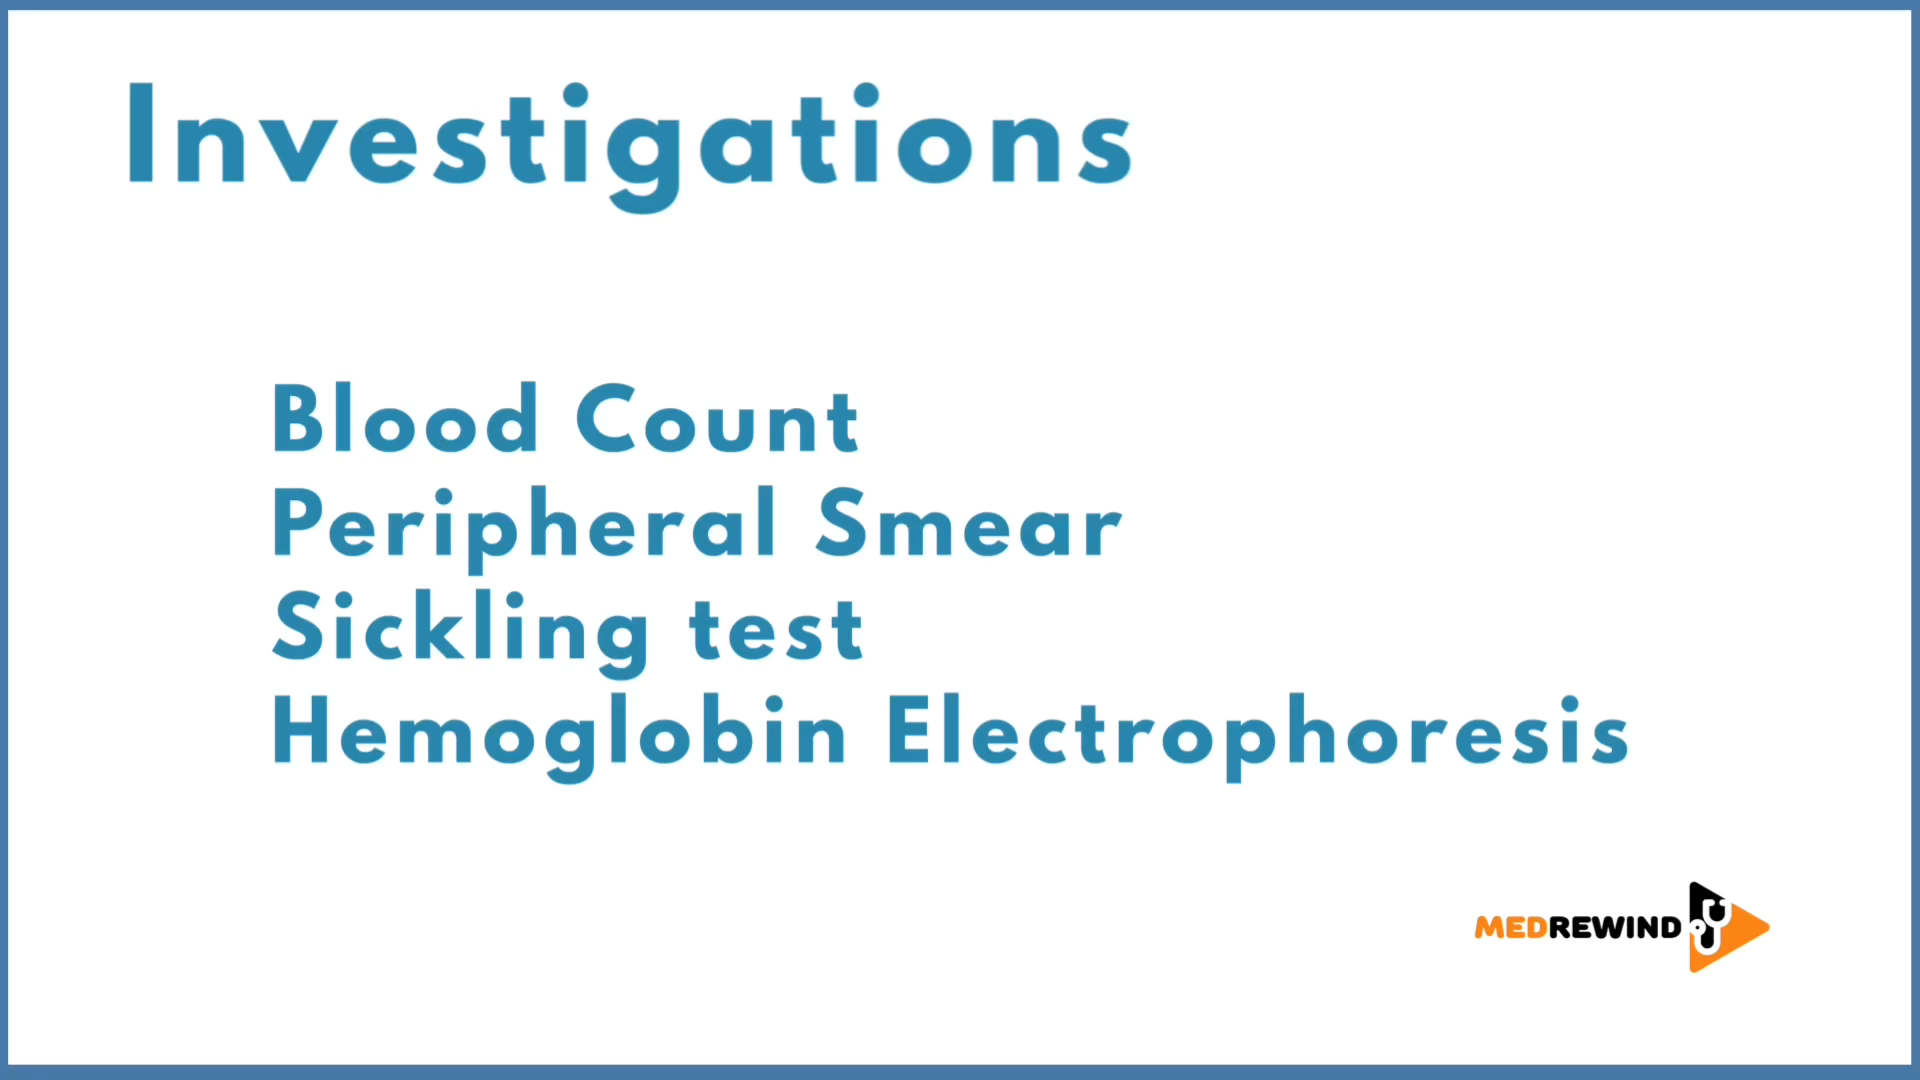 Investigations
Blood Count
Peripheral Smear
Sickling test
Hemoglobin Electrophoresis
MEDREWIND